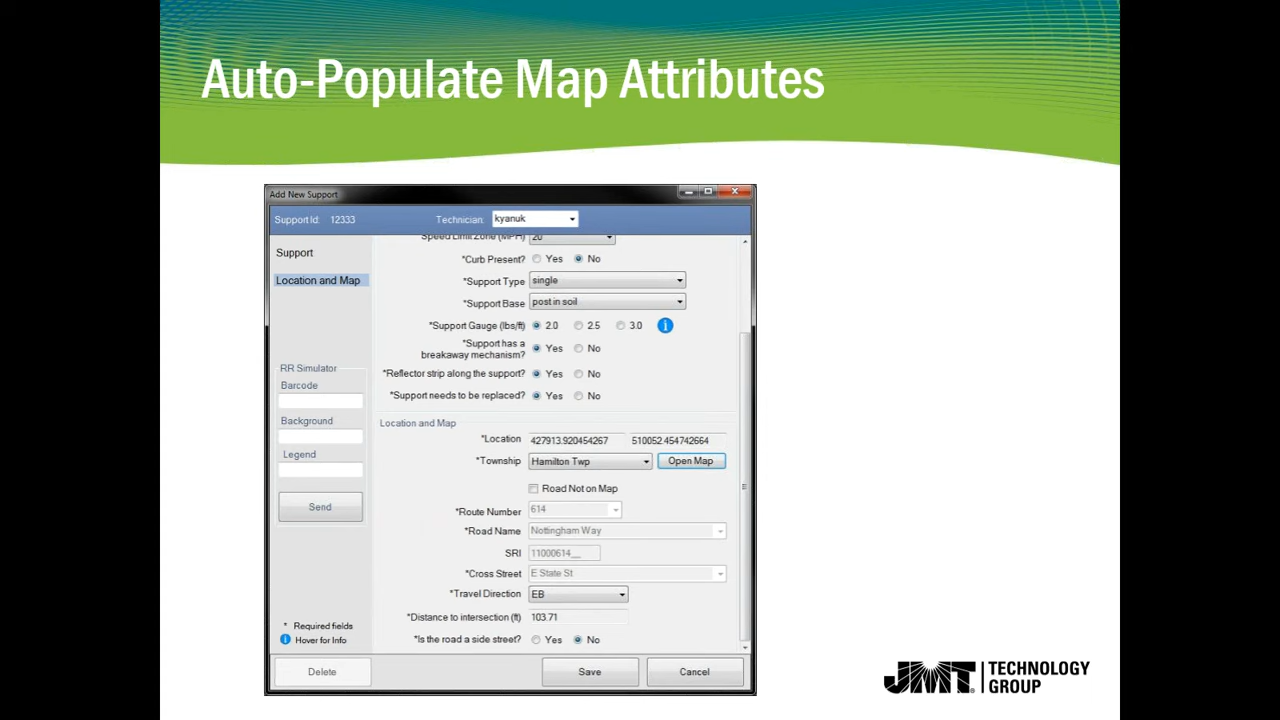 Auto-Populate Map Attributes
Add New Support
Support Id: 12333 Technician: kyanuk
Support
Location and Map
Speed Limit Zone (MPH) 20
*Curb Present? Yes No
*Support Type single
*Support Base post in soil
*Support Gauge (lbs/ft) 2.0 2.5 3.0
*Support has a
breakaway mechanism? Yes No
*Reflector strip along the support? Yes No
*Support needs to be replaced? Yes No
RR Simulator
Barcode
Background
Legend
Send
Location and Map
*Location 427913.920454267 510052.454742664
*Township Hamilton Twp Open Map
Road Not on Map
*Route Number 614
*Road Name Nottingham Way
SRI 11000614__
*Cross Street E State St
*Travel Direction EB
*Distance to intersection (ft) 103.71
*Is the road a side street? Yes No
* Required fields
i Hover for Info
Delete Save Cancel
JMT TECHNOLOGY
GROUP